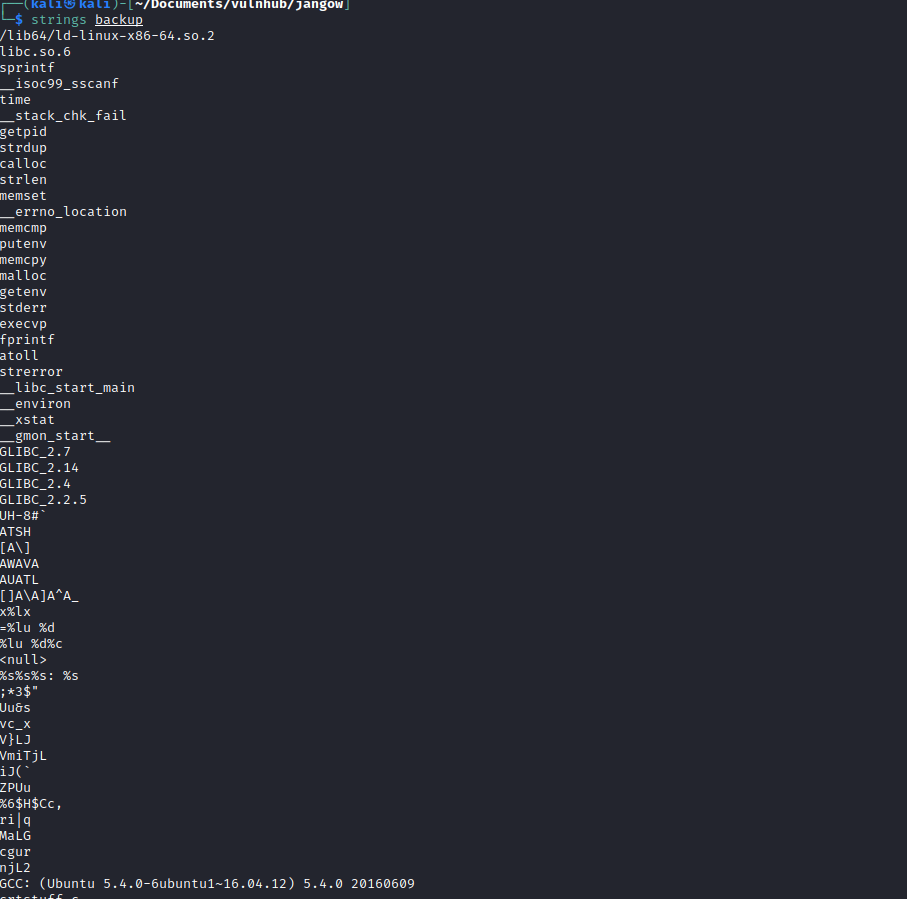 ┌──(kali㉿kali)-[~/Documents/vulnhub/jangow]
└─$ strings backup
/lib64/ld-linux-x86-64.so.2
libc.so.6
sprintf
__isoc99_sscanf
time
__stack_chk_fail
getpid
strdup
calloc
strlen
memset
__errno_location
memcmp
putenv
memcpy
malloc
getenv
stderr
execvp
fprintf
atoll
strerror
__libc_start_main
__environ
__xstat
__gmon_start__
GLIBC_2.7
GLIBC_2.14
GLIBC_2.4
GLIBC_2.2.5
UH-8#`
ATSH
[A\]
AWAVA
AUATL
[]A\A]A^A_
x%lx
=%lu %d
%lu %d%c
<null>
%s%s%s: %s
;*3$"
Uu&s
vc_x
V}LJ
VmiTjL
iJ(`
ZPUu
%6$H$Cc,
ri|q
MaLG
cgur
njL2
GCC: (Ubuntu 5.4.0-6ubuntu1~16.04.12) 5.4.0 20160609
crtstuff.c